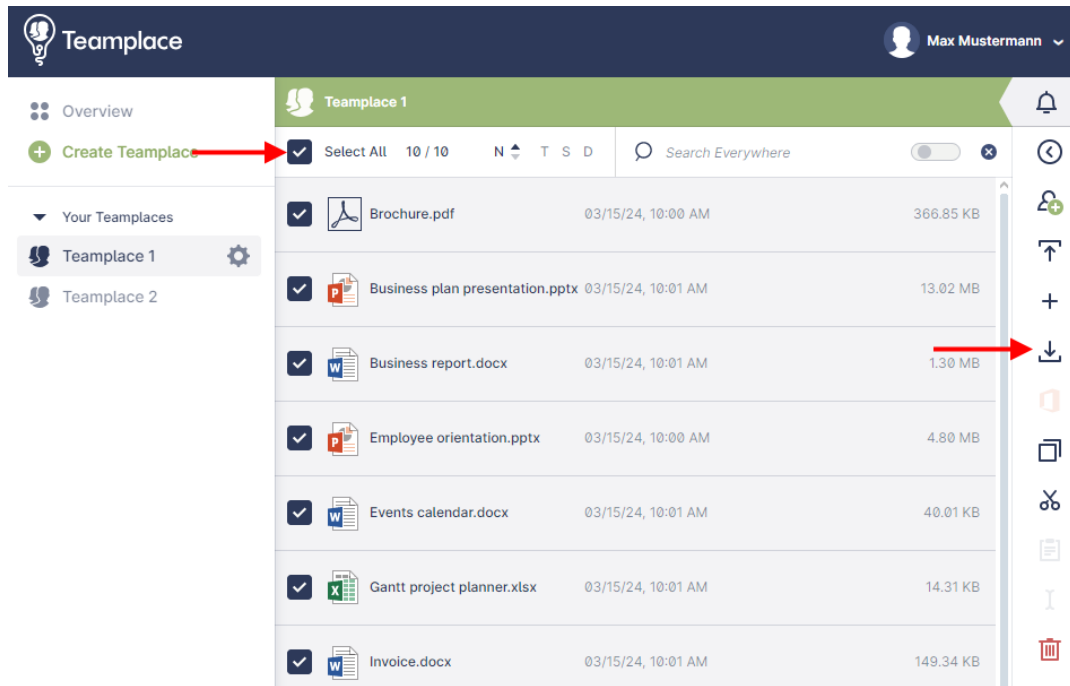 Teamplace
Max Mustermann
Overview
Create Teamplace
Your Teamplaces
Teamplace 1
Teamplace 2
Teamplace 1
Select All 10 / 10 N T S D Search Everywhere
Brochure.pdf 03/15/24, 10:00 AM 366.85 KB
Business plan presentation.pptx 03/15/24, 10:01 AM 13.02 MB
Business report.docx 03/15/24, 10:01 AM 1.30 MB
Employee orientation.pptx 03/15/24, 10:00 AM 4.80 MB
Events calendar.docx 03/15/24, 10:01 AM 40.01 KB
Gantt project planner.xlsx 03/15/24, 10:01 AM 14.31 KB
Invoice.docx 03/15/24, 10:01 AM 149.34 KB